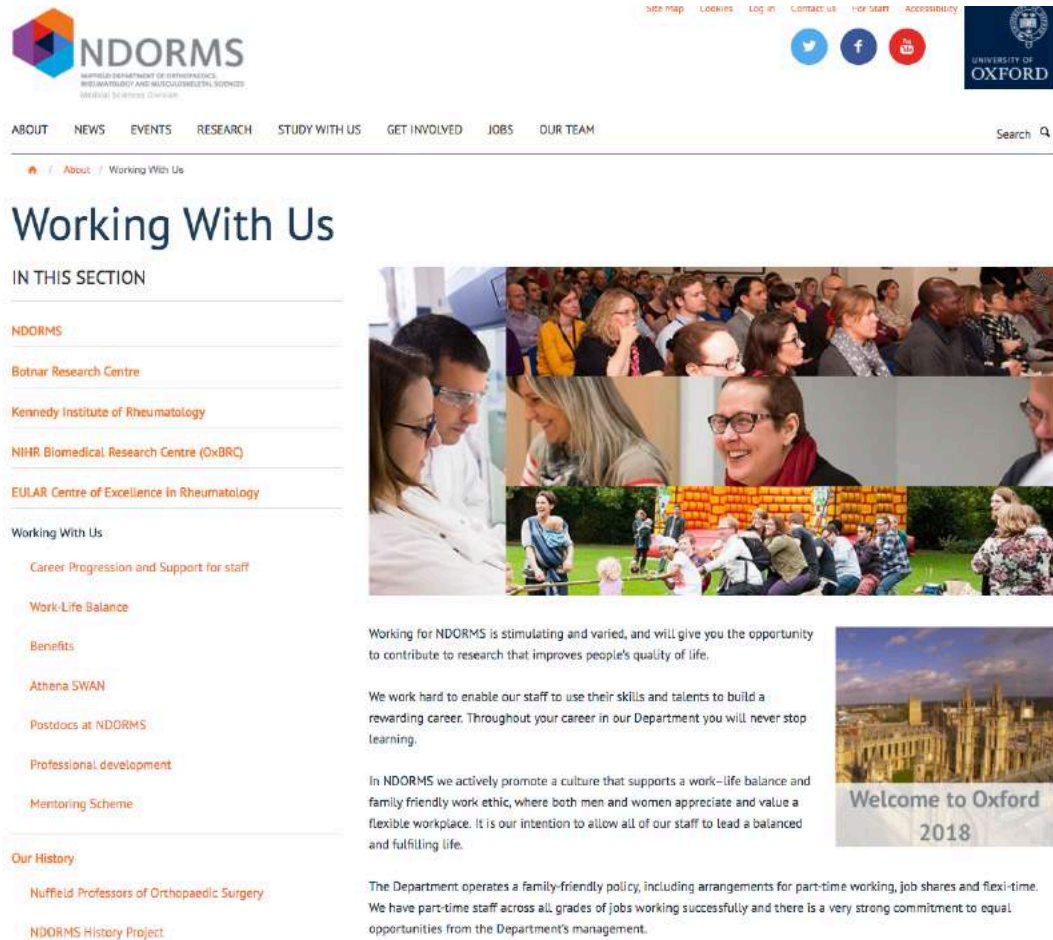 Site Map Cookies Log in Contact us For Staff Accessibility
NDORMS
NUFFIELD DEPARTMENT OF ORTHOPAEDICS,
RHEUMATOLOGY AND MUSCULOSKELETAL SCIENCES
Medical Sciences Division
You Tube
UNIVERSITY OF
OXFORD
ABOUT NEWS EVENTS RESEARCH STUDY WITH US GET INVOLVED JOBS OUR TEAM
Search
/ About / Working With Us
Working With Us
IN THIS SECTION
NDORMS
Botnar Research Centre
Kennedy Institute of Rheumatology
NIHR Biomedical Research Centre (OxBRC)
EULAR Centre of Excellence in Rheumatology
Working With Us
Career Progression and Support for staff
Work-Life Balance
Benefits
Athena SWAN
Postdocs at NDORMS
Professional development
Mentoring Scheme
Our History
Nuffield Professors of Orthopaedic Surgery
NDORMS History Project
Working for NDORMS is stimulating and varied, and will give you the opportunity
to contribute to research that improves people's quality of life.
We work hard to enable our staff to use their skills and talents to build a
rewarding career. Throughout your career in our Department you will never stop
learning.
In NDORMS we actively promote a culture that supports a work–life balance and
family friendly work ethic, where both men and women appreciate and value a
flexible workplace. It is our intention to allow all of our staff to lead a balanced
and fulfilling life.
Welcome to Oxford
2018
The Department operates a family-friendly policy, including arrangements for part-time working, job shares and flexi-time.
We have part-time staff across all grades of jobs working successfully and there is a very strong commitment to equal
opportunities from the Department's management.